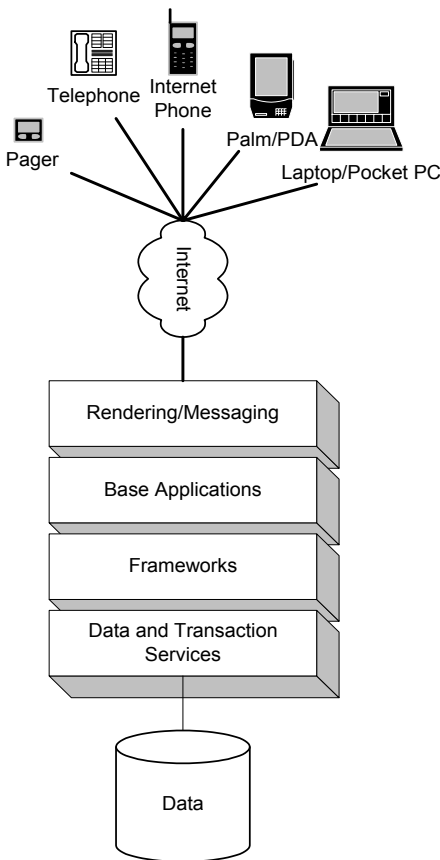 Pager
Telephone
Internet
Phone
Palm/PDA
Laptop/Pocket PC
Internet
Rendering/Messaging
Base Applications
Frameworks
Data and Transaction
Services
Data